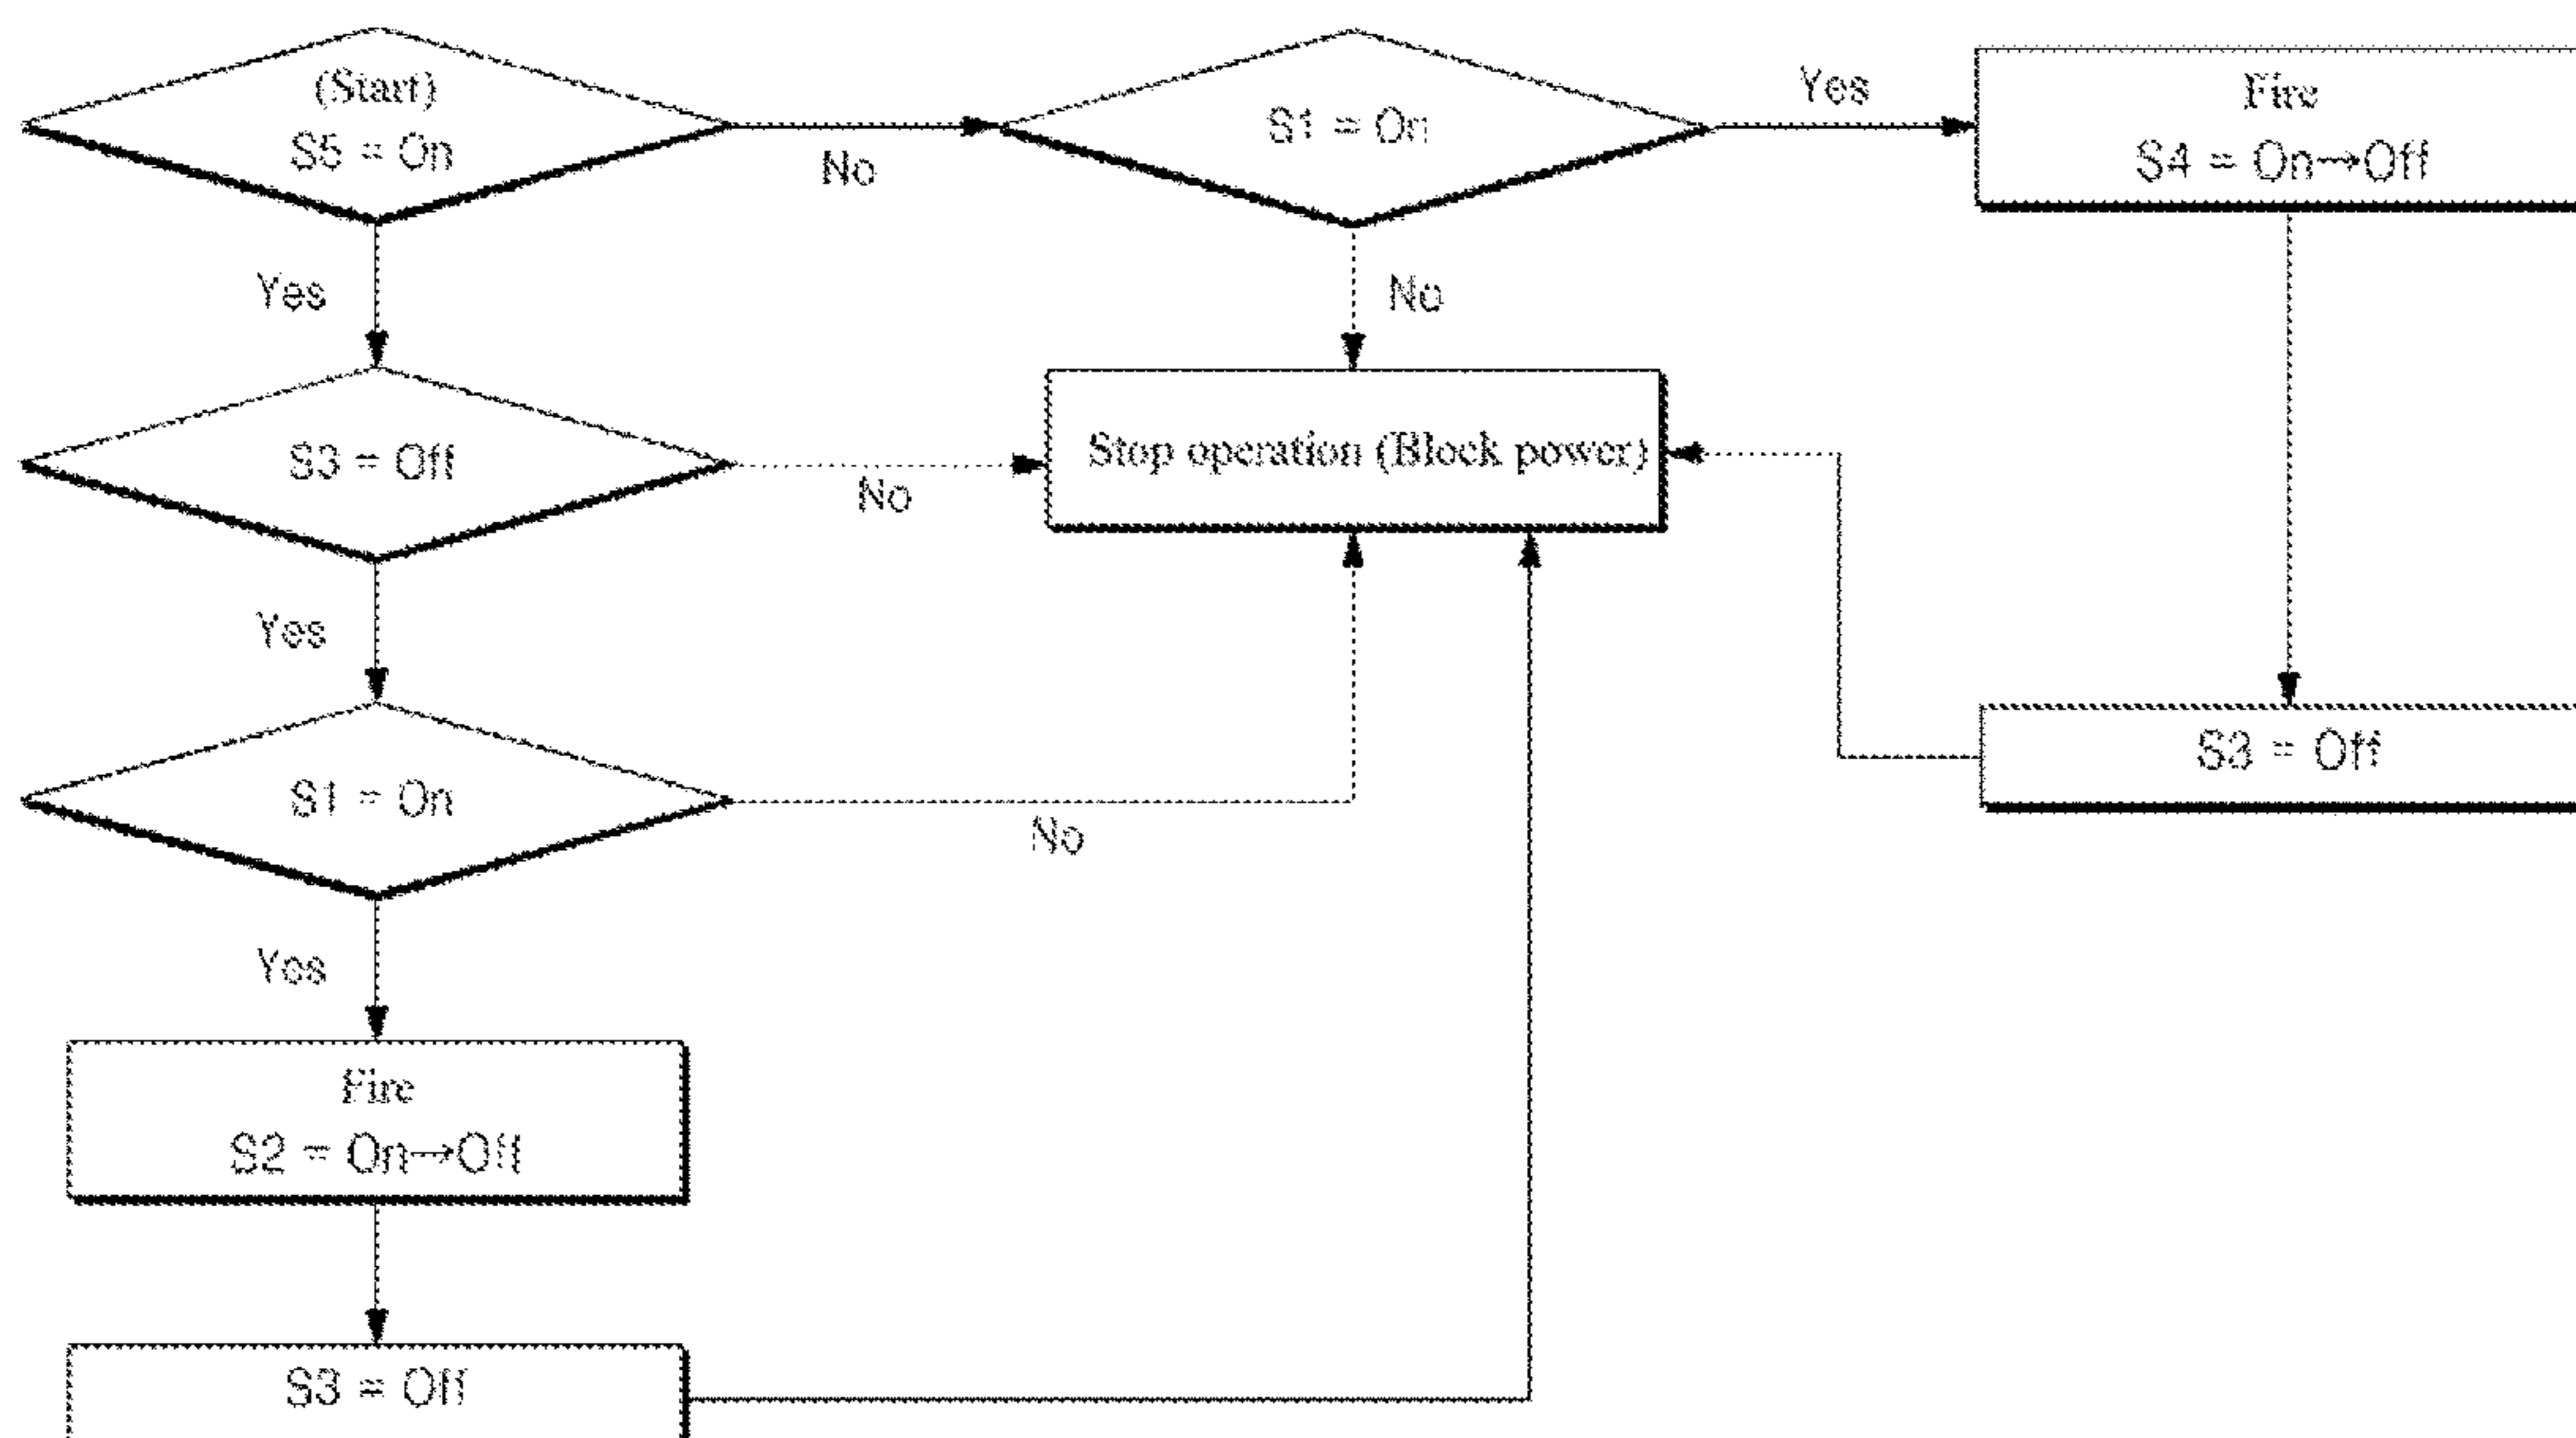 (Start)
S5 = On
No
S1 = On
Yes
Fire
S4 = On→Off
Yes
No
S3 = Off
No
Stop operation (Block power)
Yes
S1 = On
No
S3 = Off
Yes
Fire
S2 = On→Off
S3 = Off